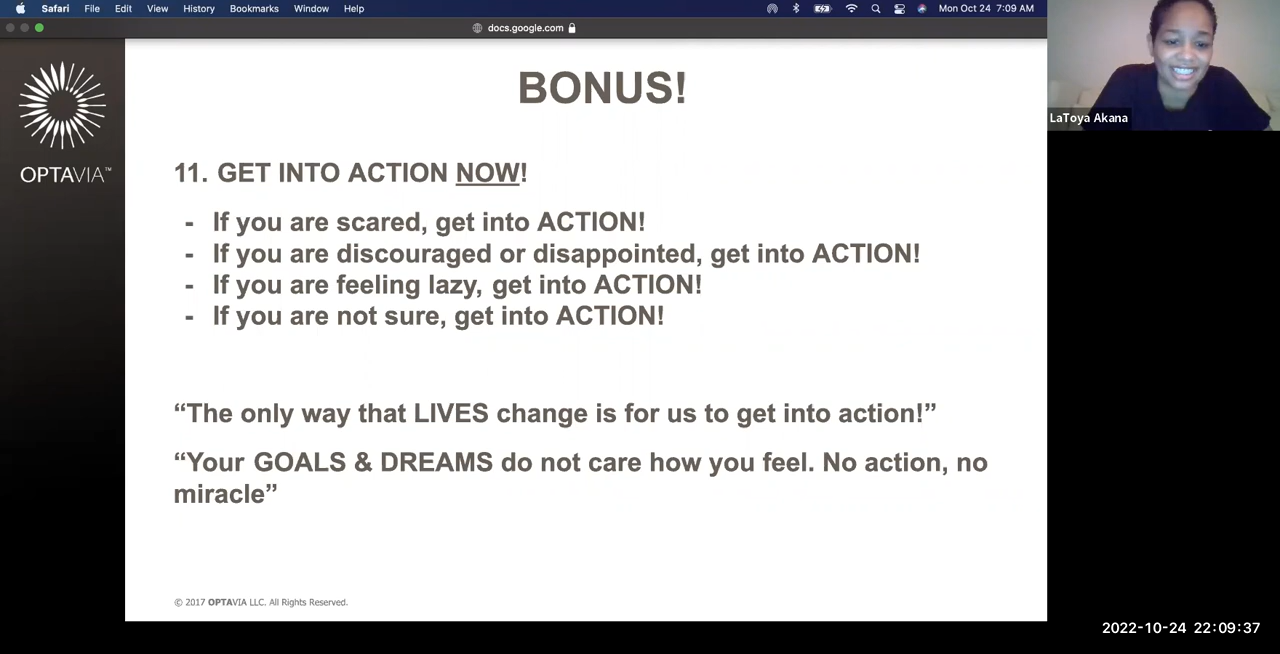 Safari File Edit View History Bookmarks Window Help Mon Oct 24 7:09 AM
docs.google.com
OPTAVIA™
BONUS!
11. GET INTO ACTION NOW!
- If you are scared, get into ACTION!
- If you are discouraged or disappointed, get into ACTION!
- If you are feeling lazy, get into ACTION!
- If you are not sure, get into ACTION!
“The only way that LIVES change is for us to get into action!”
“Your GOALS & DREAMS do not care how you feel. No action, no
miracle”
© 2017 OPTAVIA LLC. All Rights Reserved.
LaToya Akana
2022-10-24 22:09:37